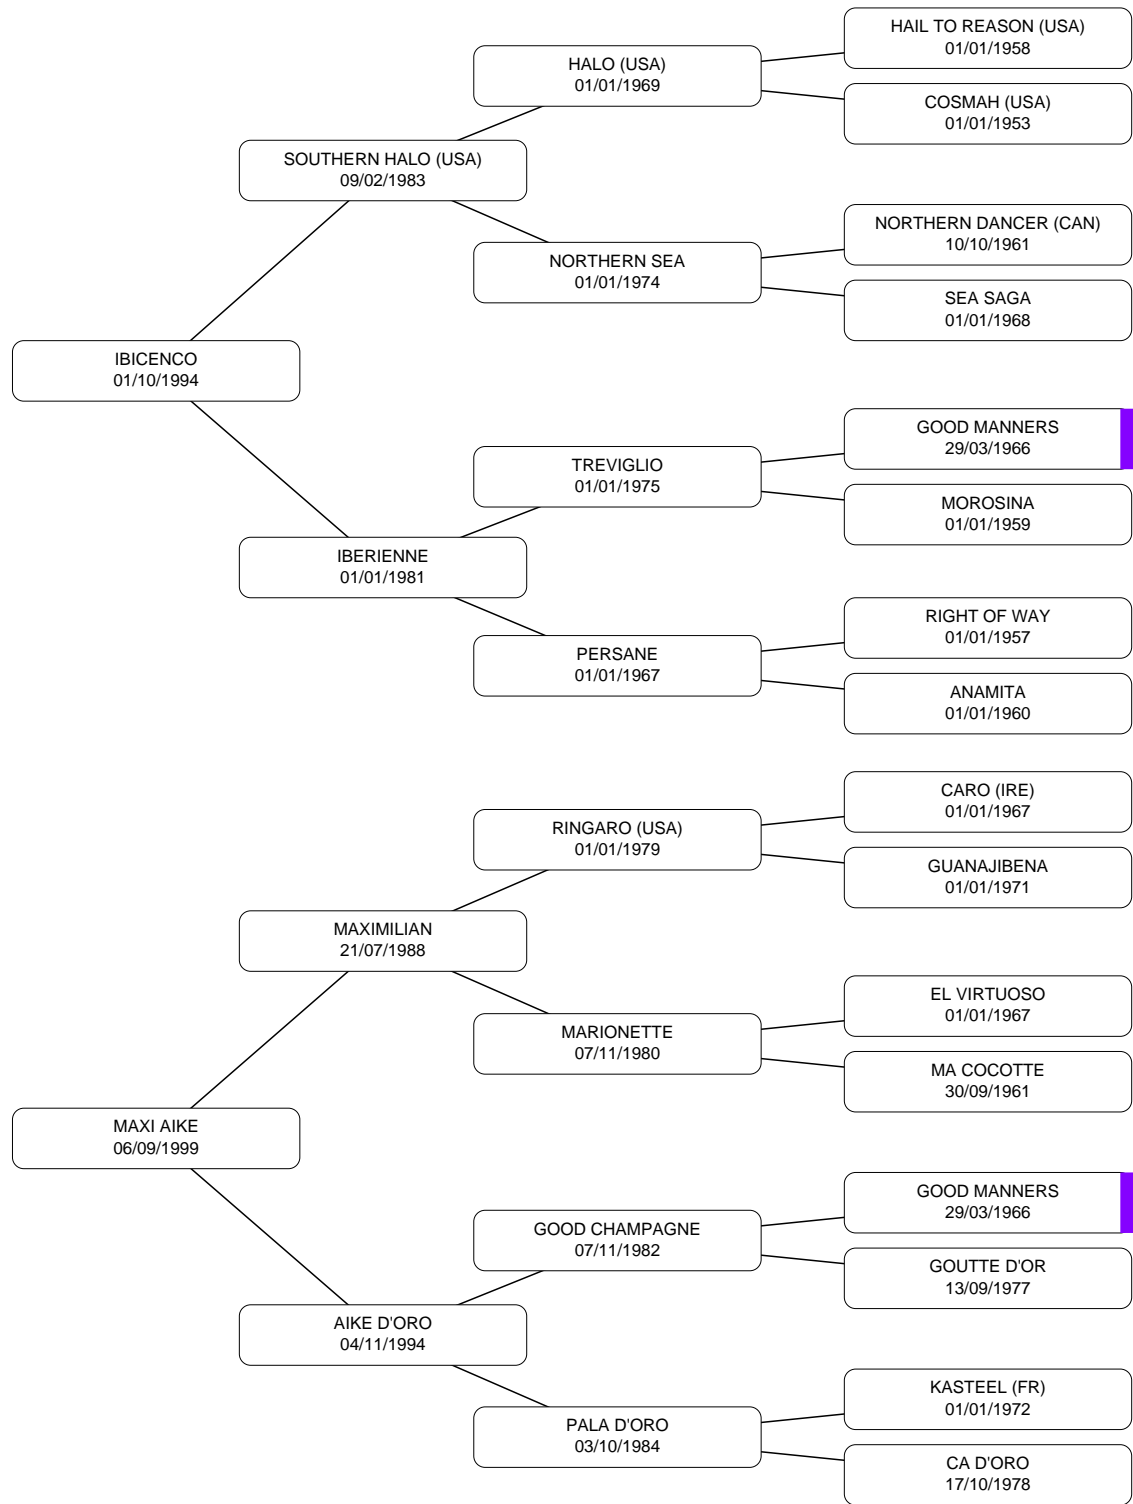 HAIL TO REASON (USA)
01/01/1958
HALO (USA)
01/01/1969
COSMAH (USA)
01/01/1953
SOUTHERN HALO (USA)
09/02/1983
NORTHERN DANCER (CAN)
10/10/1961
NORTHERN SEA
01/01/1974
SEA SAGA
01/01/1968
IBICENCO
01/10/1994
GOOD MANNERS
29/03/1966
TREVIGLIO
01/01/1975
MOROSINA
01/01/1959
IBERIENNE
01/01/1981
RIGHT OF WAY
01/01/1957
PERSANE
01/01/1967
ANAMITA
01/01/1960
CARO (IRE)
01/01/1967
RINGARO (USA)
01/01/1979
GUANAJIBENA
01/01/1971
MAXIMILIAN
21/07/1988
EL VIRTUOSO
01/01/1967
MARIONETTE
07/11/1980
MA COCOTTE
30/09/1961
MAXI AIKE
06/09/1999
GOOD MANNERS
29/03/1966
GOOD CHAMPAGNE
07/11/1982
GOUTTE D'OR
13/09/1977
AIKE D'ORO
04/11/1994
KASTEEL (FR)
01/01/1972
PALA D'ORO
03/10/1984
CA D'ORO
17/10/1978